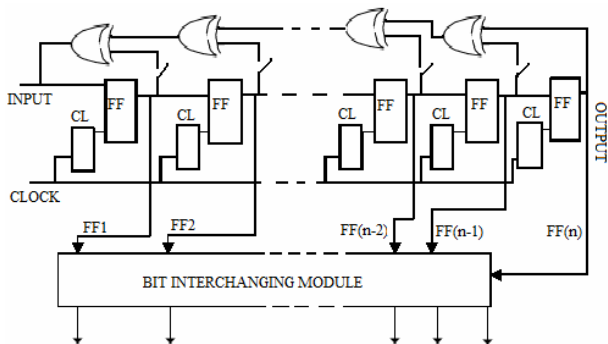 INPUT
FF
FF
FF
FF
FF
CL
CL
CL
CL
CL
OUTPUT
CLOCK
FF1
FF2
FF(n-2)
FF(n-1)
FF(n)
BIT INTERCHANGING MODULE